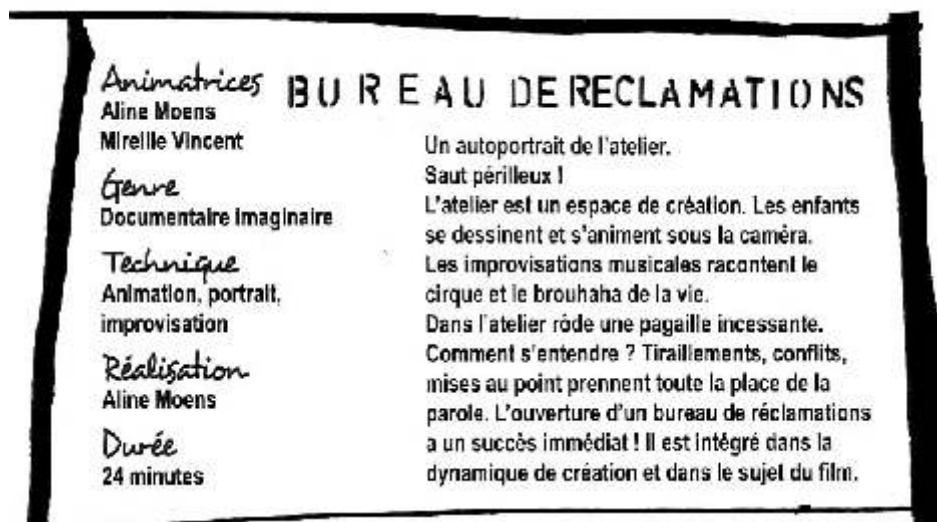 BUREAU DE RECLAMATIONS
Animatrices
Aline Moens
Mireille Vincent
Genre
Documentaire imaginaire
Technique
Animation, portrait,
improvisation
Réalisation
Aline Moens
Durée
24 minutes
Un autoportrait de l'atelier.
Saut périlleux !
L'atelier est un espace de création. Les enfants
se dessinent et s'animent sous la caméra.
Les improvisations musicales racontent le
cirque et le brouhaha de la vie.
Dans l'atelier rôde une pagaille incessante.
Comment s'entendre ? Tiraillements, conflits,
mises au point prennent toute la place de la
parole. L'ouverture d'un bureau de réclamations
a un succès immédiat ! Il est intégré dans la
dynamique de création et dans le sujet du film.